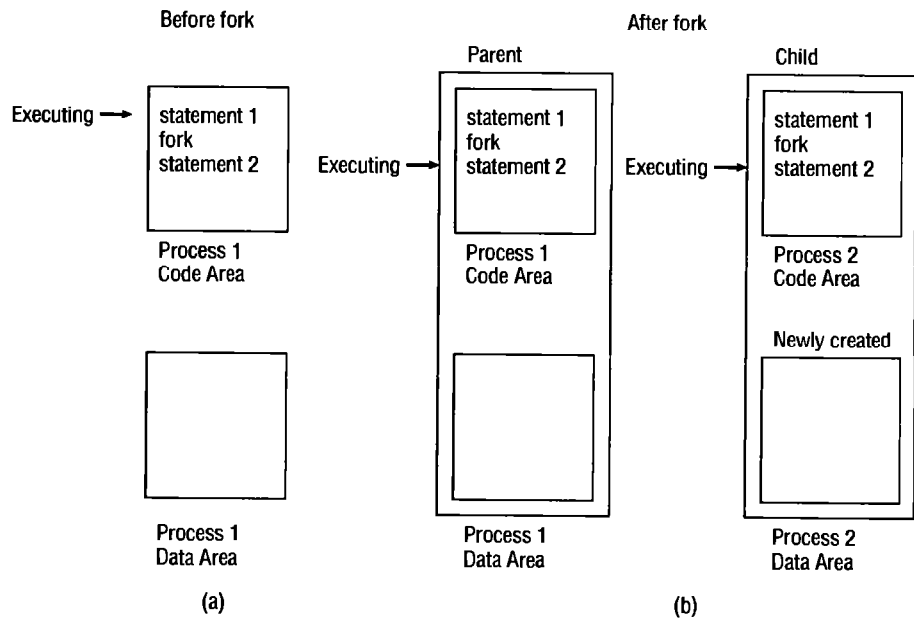 Before fork
After fork
Parent
Child
Executing
statement 1
fork
statement 2
Process 1
Code Area
Process 1
Data Area
(a)
Executing
statement 1
fork
statement 2
Process 1
Code Area
Process 1
Data Area
Executing
statement 1
fork
statement 2
Process 2
Code Area
Newly created
Process 2
Data Area
(b)